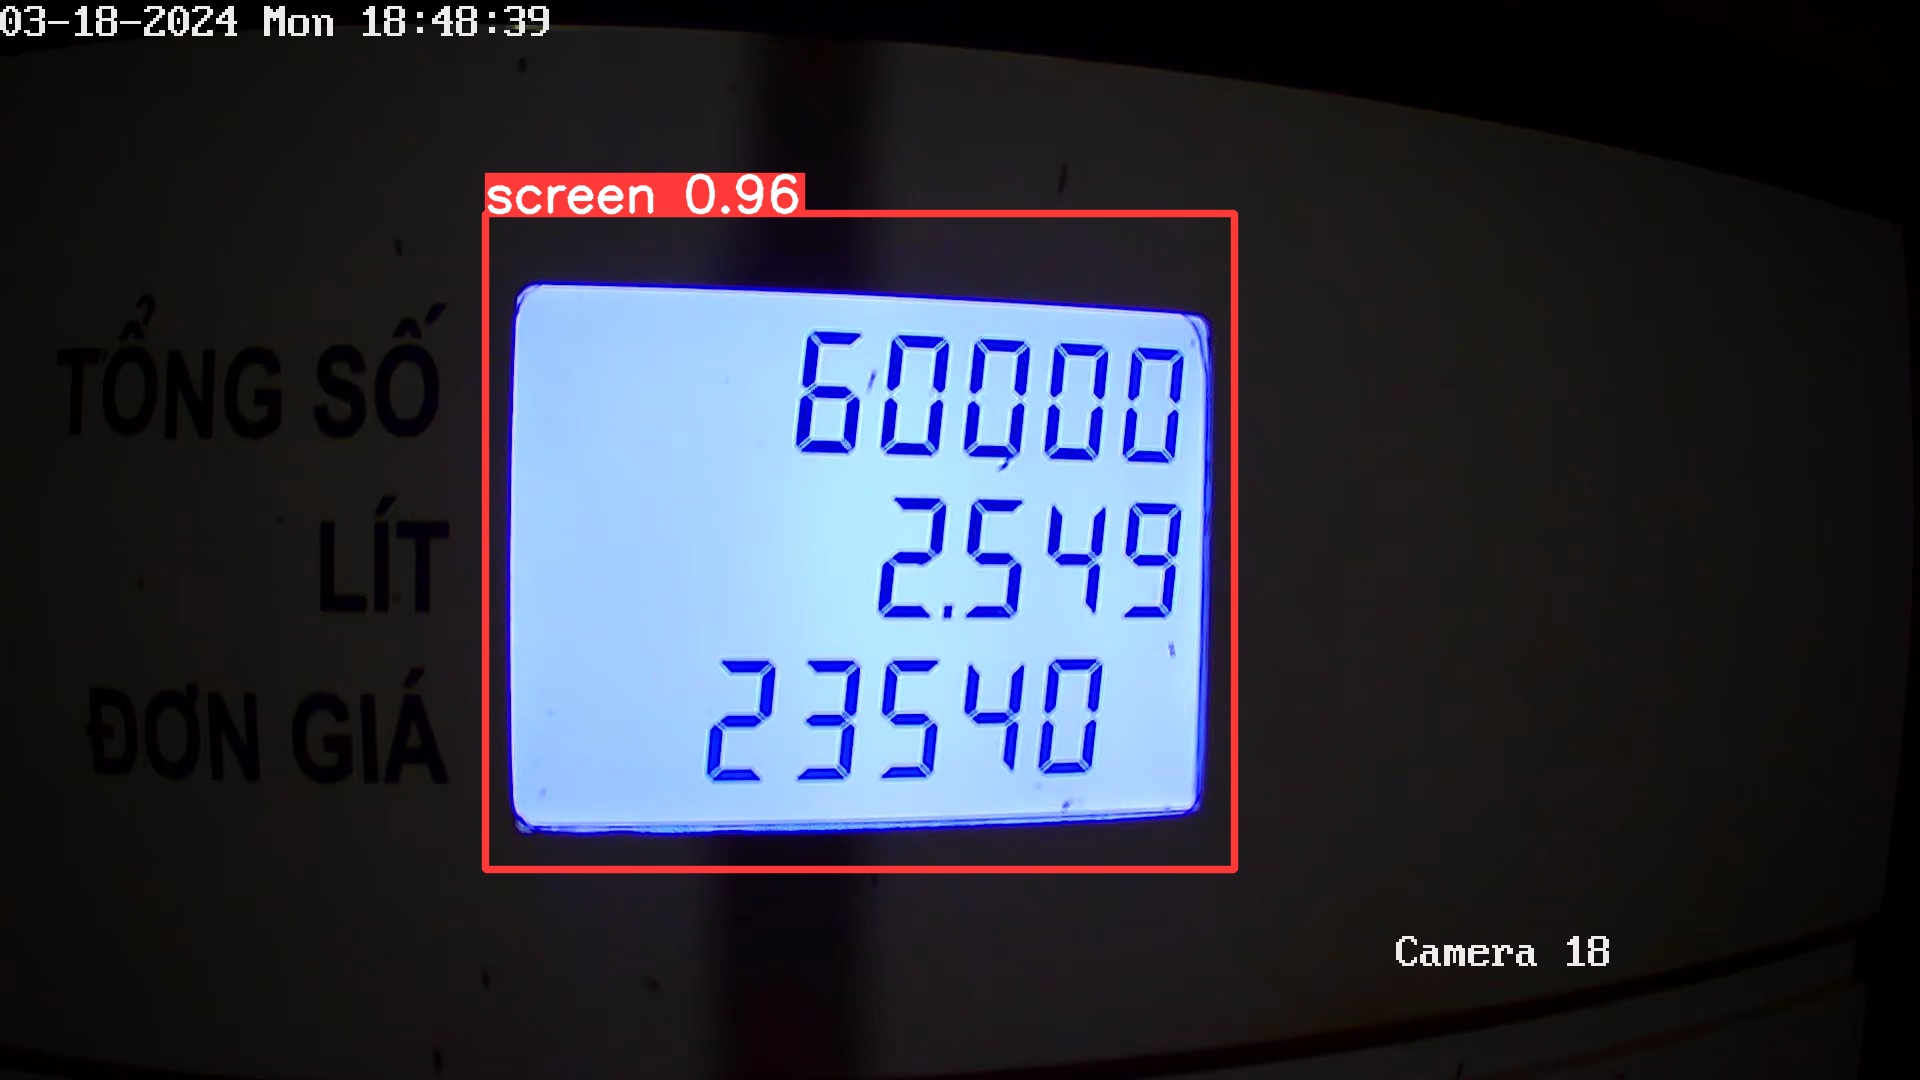 03-18-2024 Mon 18:48:39
screen 0.96
TỔNG SỐ 60000
LÍT 2.549
ĐƠN GIÁ 23540
Camera 18